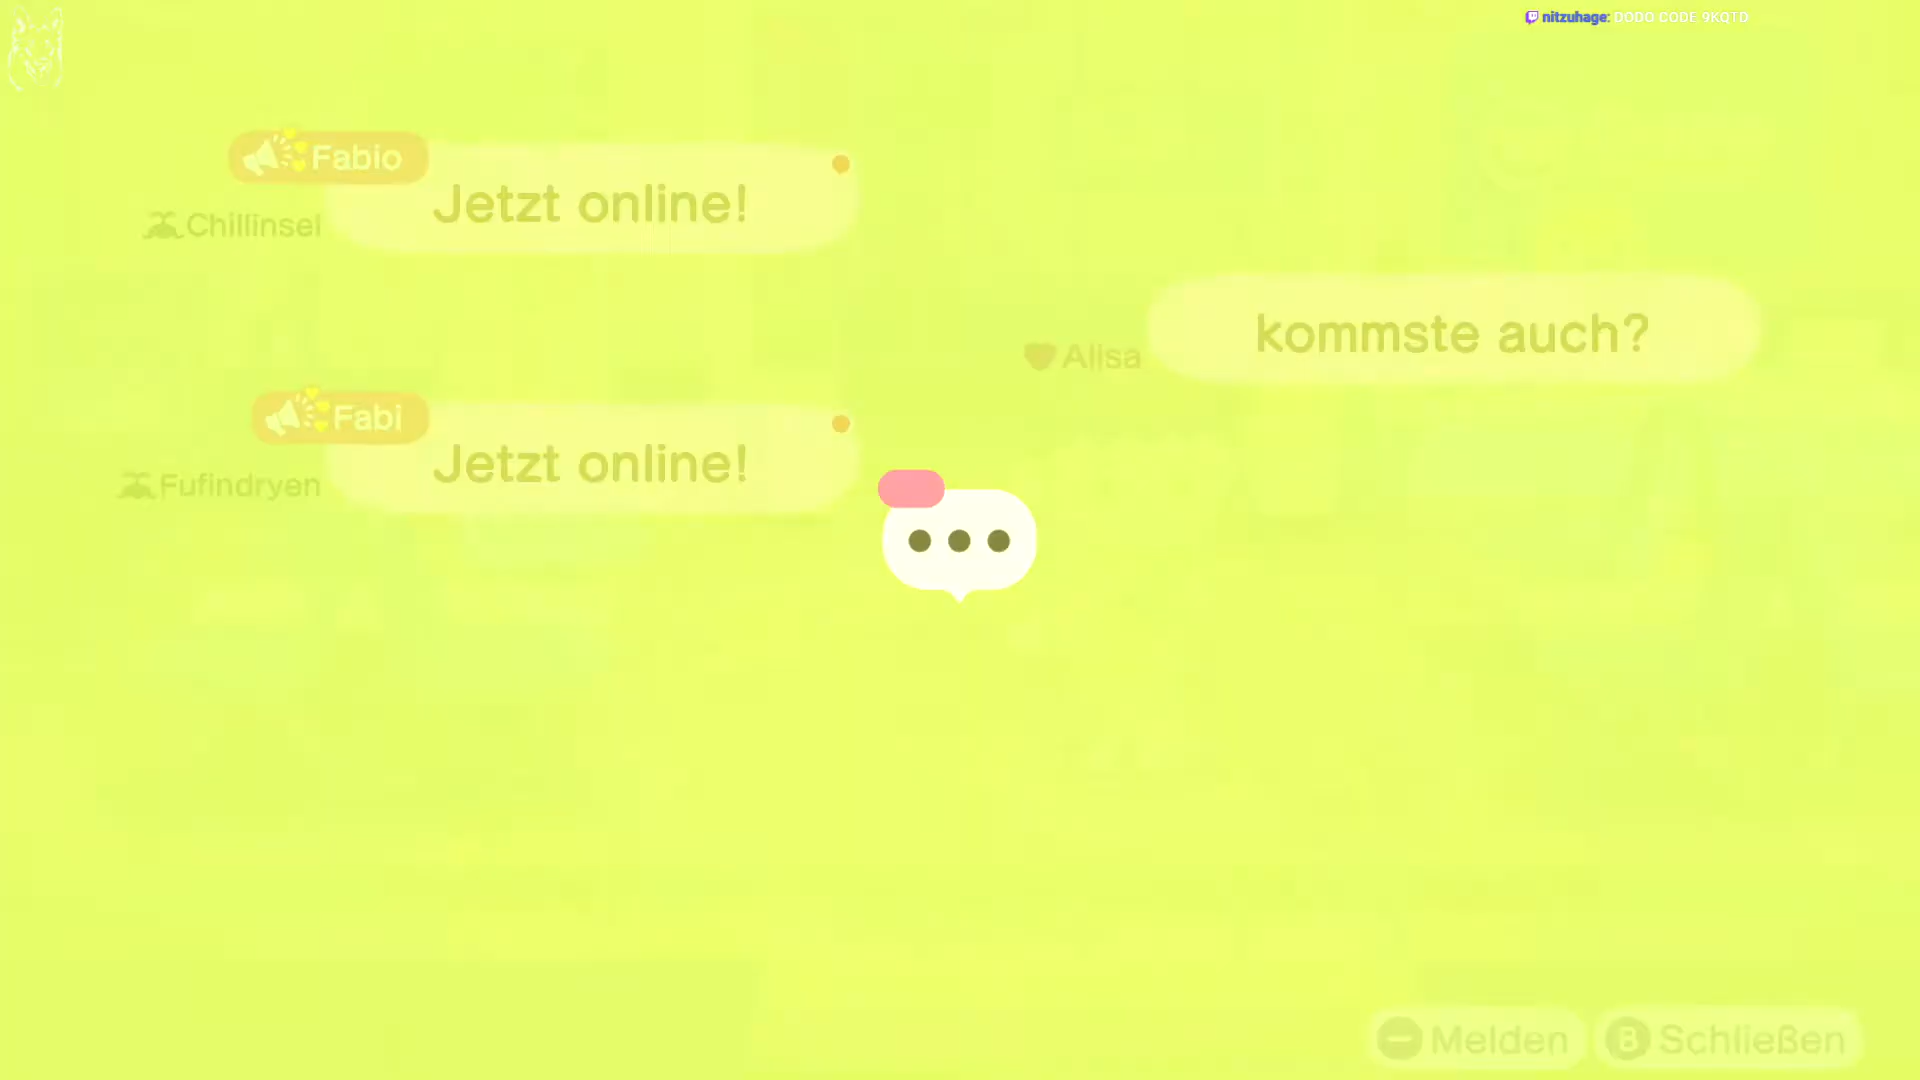 nitzuhage: DODO CODE 9KQTD
Fabio
Jetzt online!
Chillinsel
kommste auch?
Alisa
Fabi
Jetzt online!
Fufindryen
Melden
B Schließen